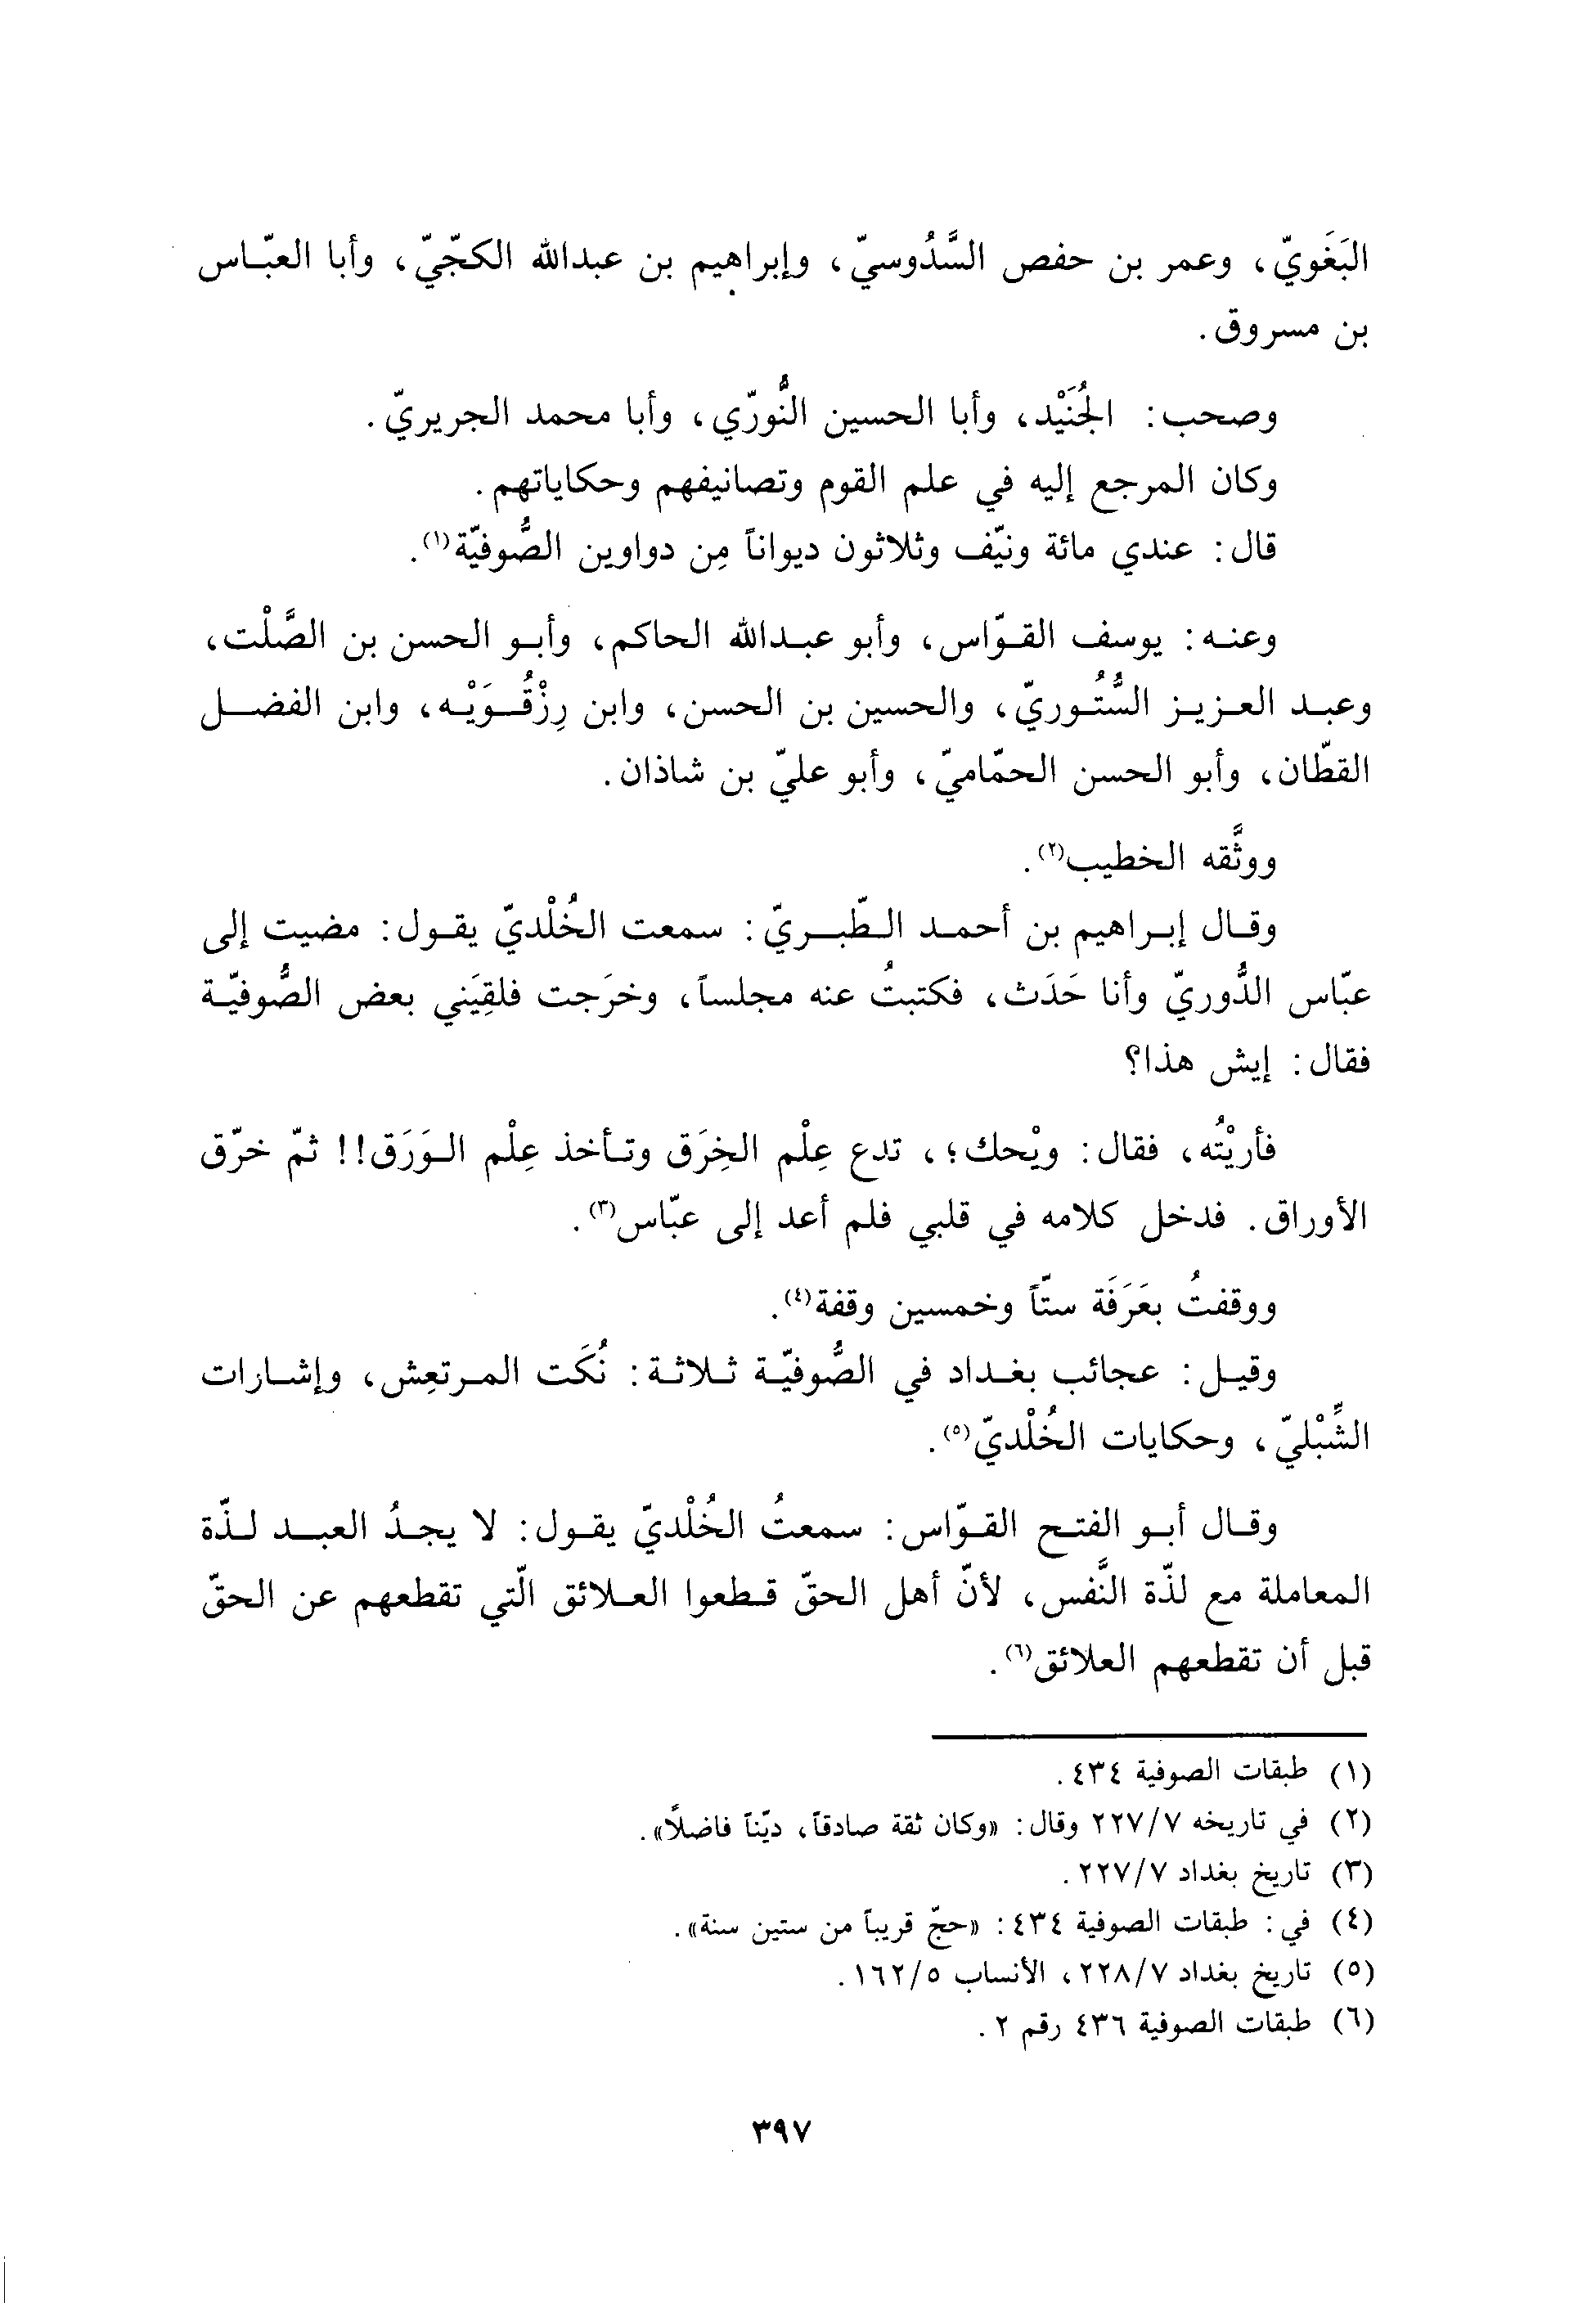 البَغَويّ، وعمر بن حفص السَّدُوسيّ، وإبراهيم بن عبدالله الكجّيّ، وأبا العبّاس
بن مسروق.
وصحب: الجُنَيْد، وأبا الحسين النُّورّي، وأبا محمد الجريريّ.
وكان المرجع إليه في علم القوم وتصانيفهم وحكاياتهم.
قال: عندي مائة ونيّف وثلاثون ديواناً مِن دواوين الصُّوفيّة(١).
وعنه: يوسف القوّاس، وأبو عبدالله الحاكم، وأبو الحسن بن الصَّلْت،
وعبد العزيز السُّتُوريّ، والحسين بن الحسن، وابن رِزْقُوَيْه، وابن الفضل
القطّان، وأبو الحسن الحمّاميّ، وأبو عليّ بن شاذان.
ووثَّقه الخطيب(٢).
وقال إبراهيم بن أحمد الطّبريّ: سمعت الخُلْديّ يقول: مضيت إلى
عبّاس الدُّوريّ وأنا حَدَث، فكتبتُ عنه مجلساً، وخرَجت فلقِيَني بعض الصُّوفيّة
فقال: إيش هذا؟
فأريْتُه، فقال: ويْحك؛، تدع عِلْم الخِرَق وتأخذ عِلْم الوَرَق!! ثمّ خرّق
الأوراق. فدخل كلامه في قلبي فلم أعد إلى عبّاس(٣).
ووقفتُ بعَرَفَة ستّاً وخمسين وقفة(٤).
وقيل: عجائب بغداد في الصُّوفيّة ثلاثة: نُكَت المرتعِش، وإشارات
الشِّبْليّ، وحكايات الخُلْديّ(٥).
وقال أبو الفتح القوّاس: سمعتُ الخُلْديّ يقول: لا يجدُ العبد لذّة
المعاملة مع لذّة النَّفس، لأنّ أهل الحقّ قطعوا العلائق الّتي تقطعهم عن الحقّ
قبل أن تقطعهم العلائق(٦).
(١) طبقات الصوفية ٤٣٤.
(٢) في تاريخه ٢٢٧/٧ وقال: «وكان ثقة صادقاً، ديّناً فاضلاً».
(٣) تاريخ بغداد ٢٢٧/٧.
(٤) في: طبقات الصوفية ٤٣٤: «حجّ قريباً من ستين سنة».
(٥) تاريخ بغداد ٢٢٨/٧، الأنساب ١٦٢/٥.
(٦) طبقات الصوفية ٤٣٦ رقم ٢.
٣٩٧